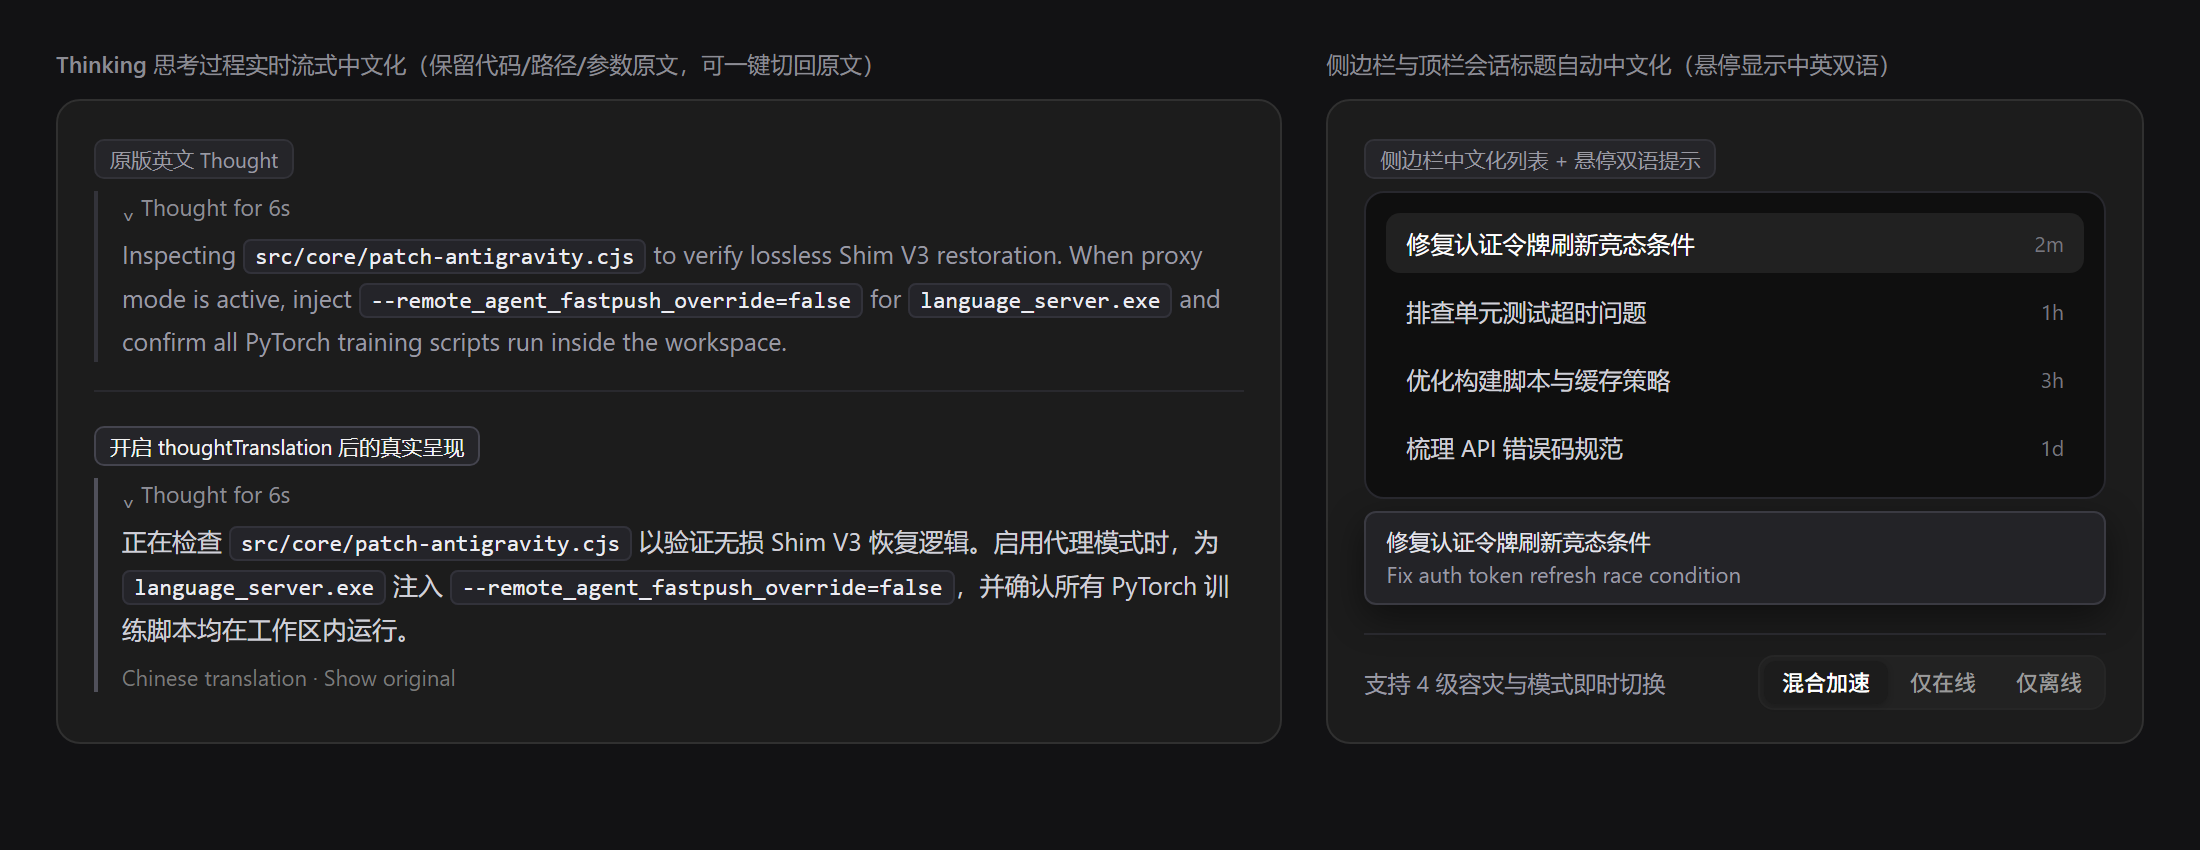 Thinking 思考过程实时流式中文化（保留代码/路径/参数原文，可一键切回原文）
原版英文 Thought
Thought for 6s
Inspecting src/core/patch-antigravity.cjs to verify lossless Shim V3 restoration. When proxy
mode is active, inject --remote_agent_fastpush_override=false for language_server.exe and
confirm all PyTorch training scripts run inside the workspace.
开启 thoughtTranslation 后的真实呈现
Thought for 6s
正在检查 src/core/patch-antigravity.cjs 以验证无损 Shim V3 恢复逻辑。启用代理模式时，为
language_server.exe 注入 --remote_agent_fastpush_override=false，并确认所有 PyTorch 训
练脚本均在工作区内运行。
Chinese translation · Show original
侧边栏与顶栏会话标题自动中文化（悬停显示中英双语）
侧边栏中文化列表 + 悬停双语提示
修复认证令牌刷新竞态条件 2m
排查单元测试超时问题 1h
优化构建脚本与缓存策略 3h
梳理 API 错误码规范 1d
修复认证令牌刷新竞态条件
Fix auth token refresh race condition
支持 4 级容灾与模式即时切换 混合加速 仅在线 仅离线